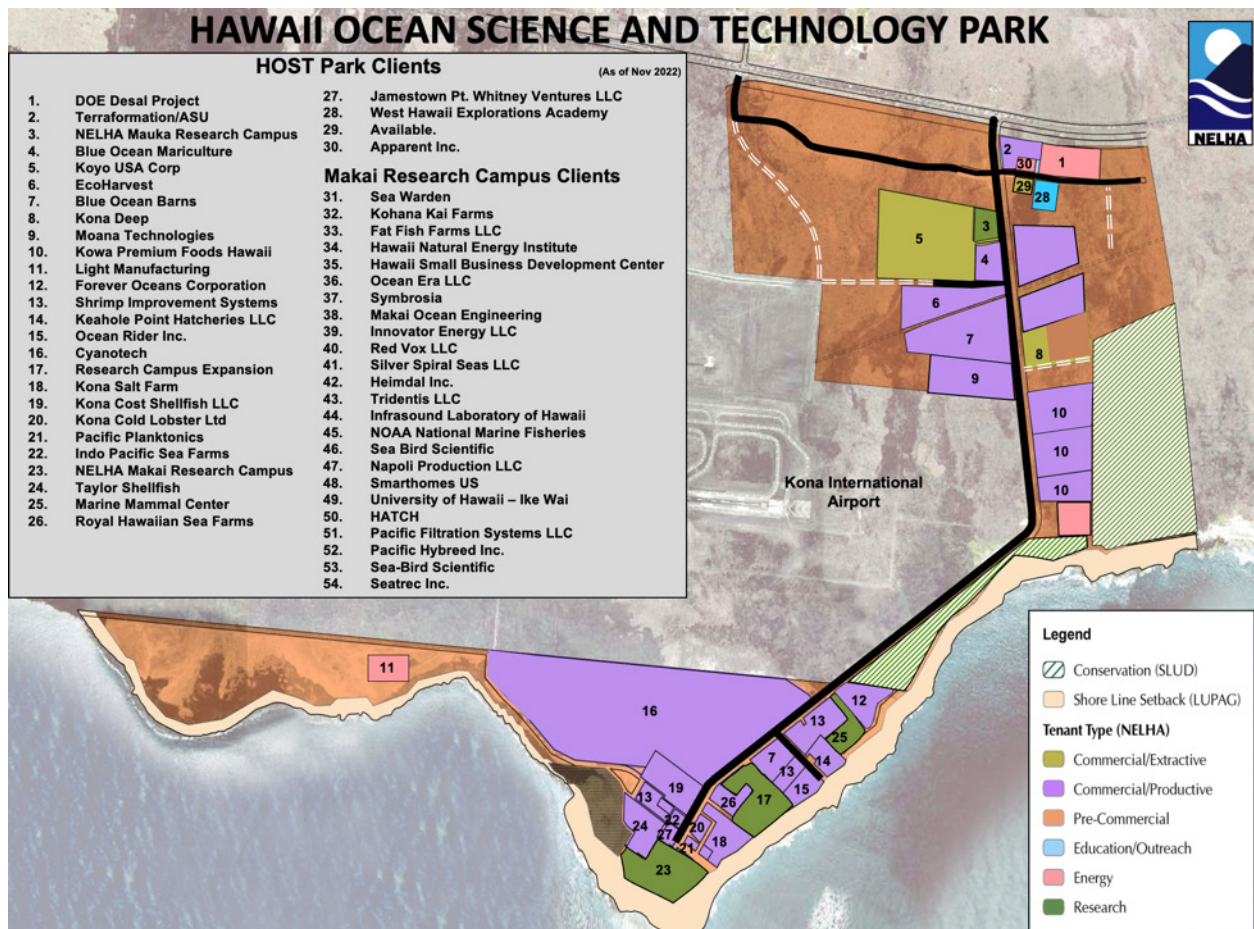 HAWAII OCEAN SCIENCE AND TECHNOLOGY PARK
HOST Park Clients
(As of Nov 2022)
1. DOE Desal Project
2. Terraformation/ASU
3. NELHA Mauka Research Campus
4. Blue Ocean Mariculture
5. Koyo USA Corp
6. EcoHarvest
7. Blue Ocean Barns
8. Kona Deep
9. Moana Technologies
10. Kowa Premium Foods Hawaii
11. Light Manufacturing
12. Forever Oceans Corporation
13. Shrimp Improvement Systems
14. Keahole Point Hatcheries LLC
15. Ocean Rider Inc.
16. Cyanotech
17. Research Campus Expansion
18. Kona Salt Farm
19. Kona Cost Shellfish LLC
20. Kona Cold Lobster Ltd
21. Pacific Planktonics
22. Indo Pacific Sea Farms
23. NELHA Makai Research Campus
24. Taylor Shellfish
25. Marine Mammal Center
26. Royal Hawaiian Sea Farms
27. Jamestown Pt. Whitney Ventures LLC
28. West Hawaii Explorations Academy
29. Available.
30. Apparent Inc.
Makai Research Campus Clients
31. Sea Warden
32. Kohana Kai Farms
33. Fat Fish Farms LLC
34. Hawaii Natural Energy Institute
35. Hawaii Small Business Development Center
36. Ocean Era LLC
37. Symbrosia
38. Makai Ocean Engineering
39. Innovator Energy LLC
40. Red Vox LLC
41. Silver Spiral Seas LLC
42. Heimdal Inc.
43. Tridentis LLC
44. Infrasound Laboratory of Hawaii
45. NOAA National Marine Fisheries
46. Sea Bird Scientific
47. Napoli Production LLC
48. Smarthomes US
49. University of Hawaii – Ike Wai
50. HATCH
51. Pacific Filtration Systems LLC
52. Pacific Hybreed Inc.
53. Sea-Bird Scientific
54. Seatrec Inc.
NELHA
2
30
1
29
28
5
3
4
6
7
8
9
10
10
10
Kona International
Airport
11
16
12
13
25
7
13
14
15
17
19
13
26
22
20
24
27
21
18
23
Legend
Conservation (SLUD)
Shore Line Setback (LUPAG)
Tenant Type (NELHA)
Commercial/Extractive
Commercial/Productive
Pre-Commercial
Education/Outreach
Energy
Research